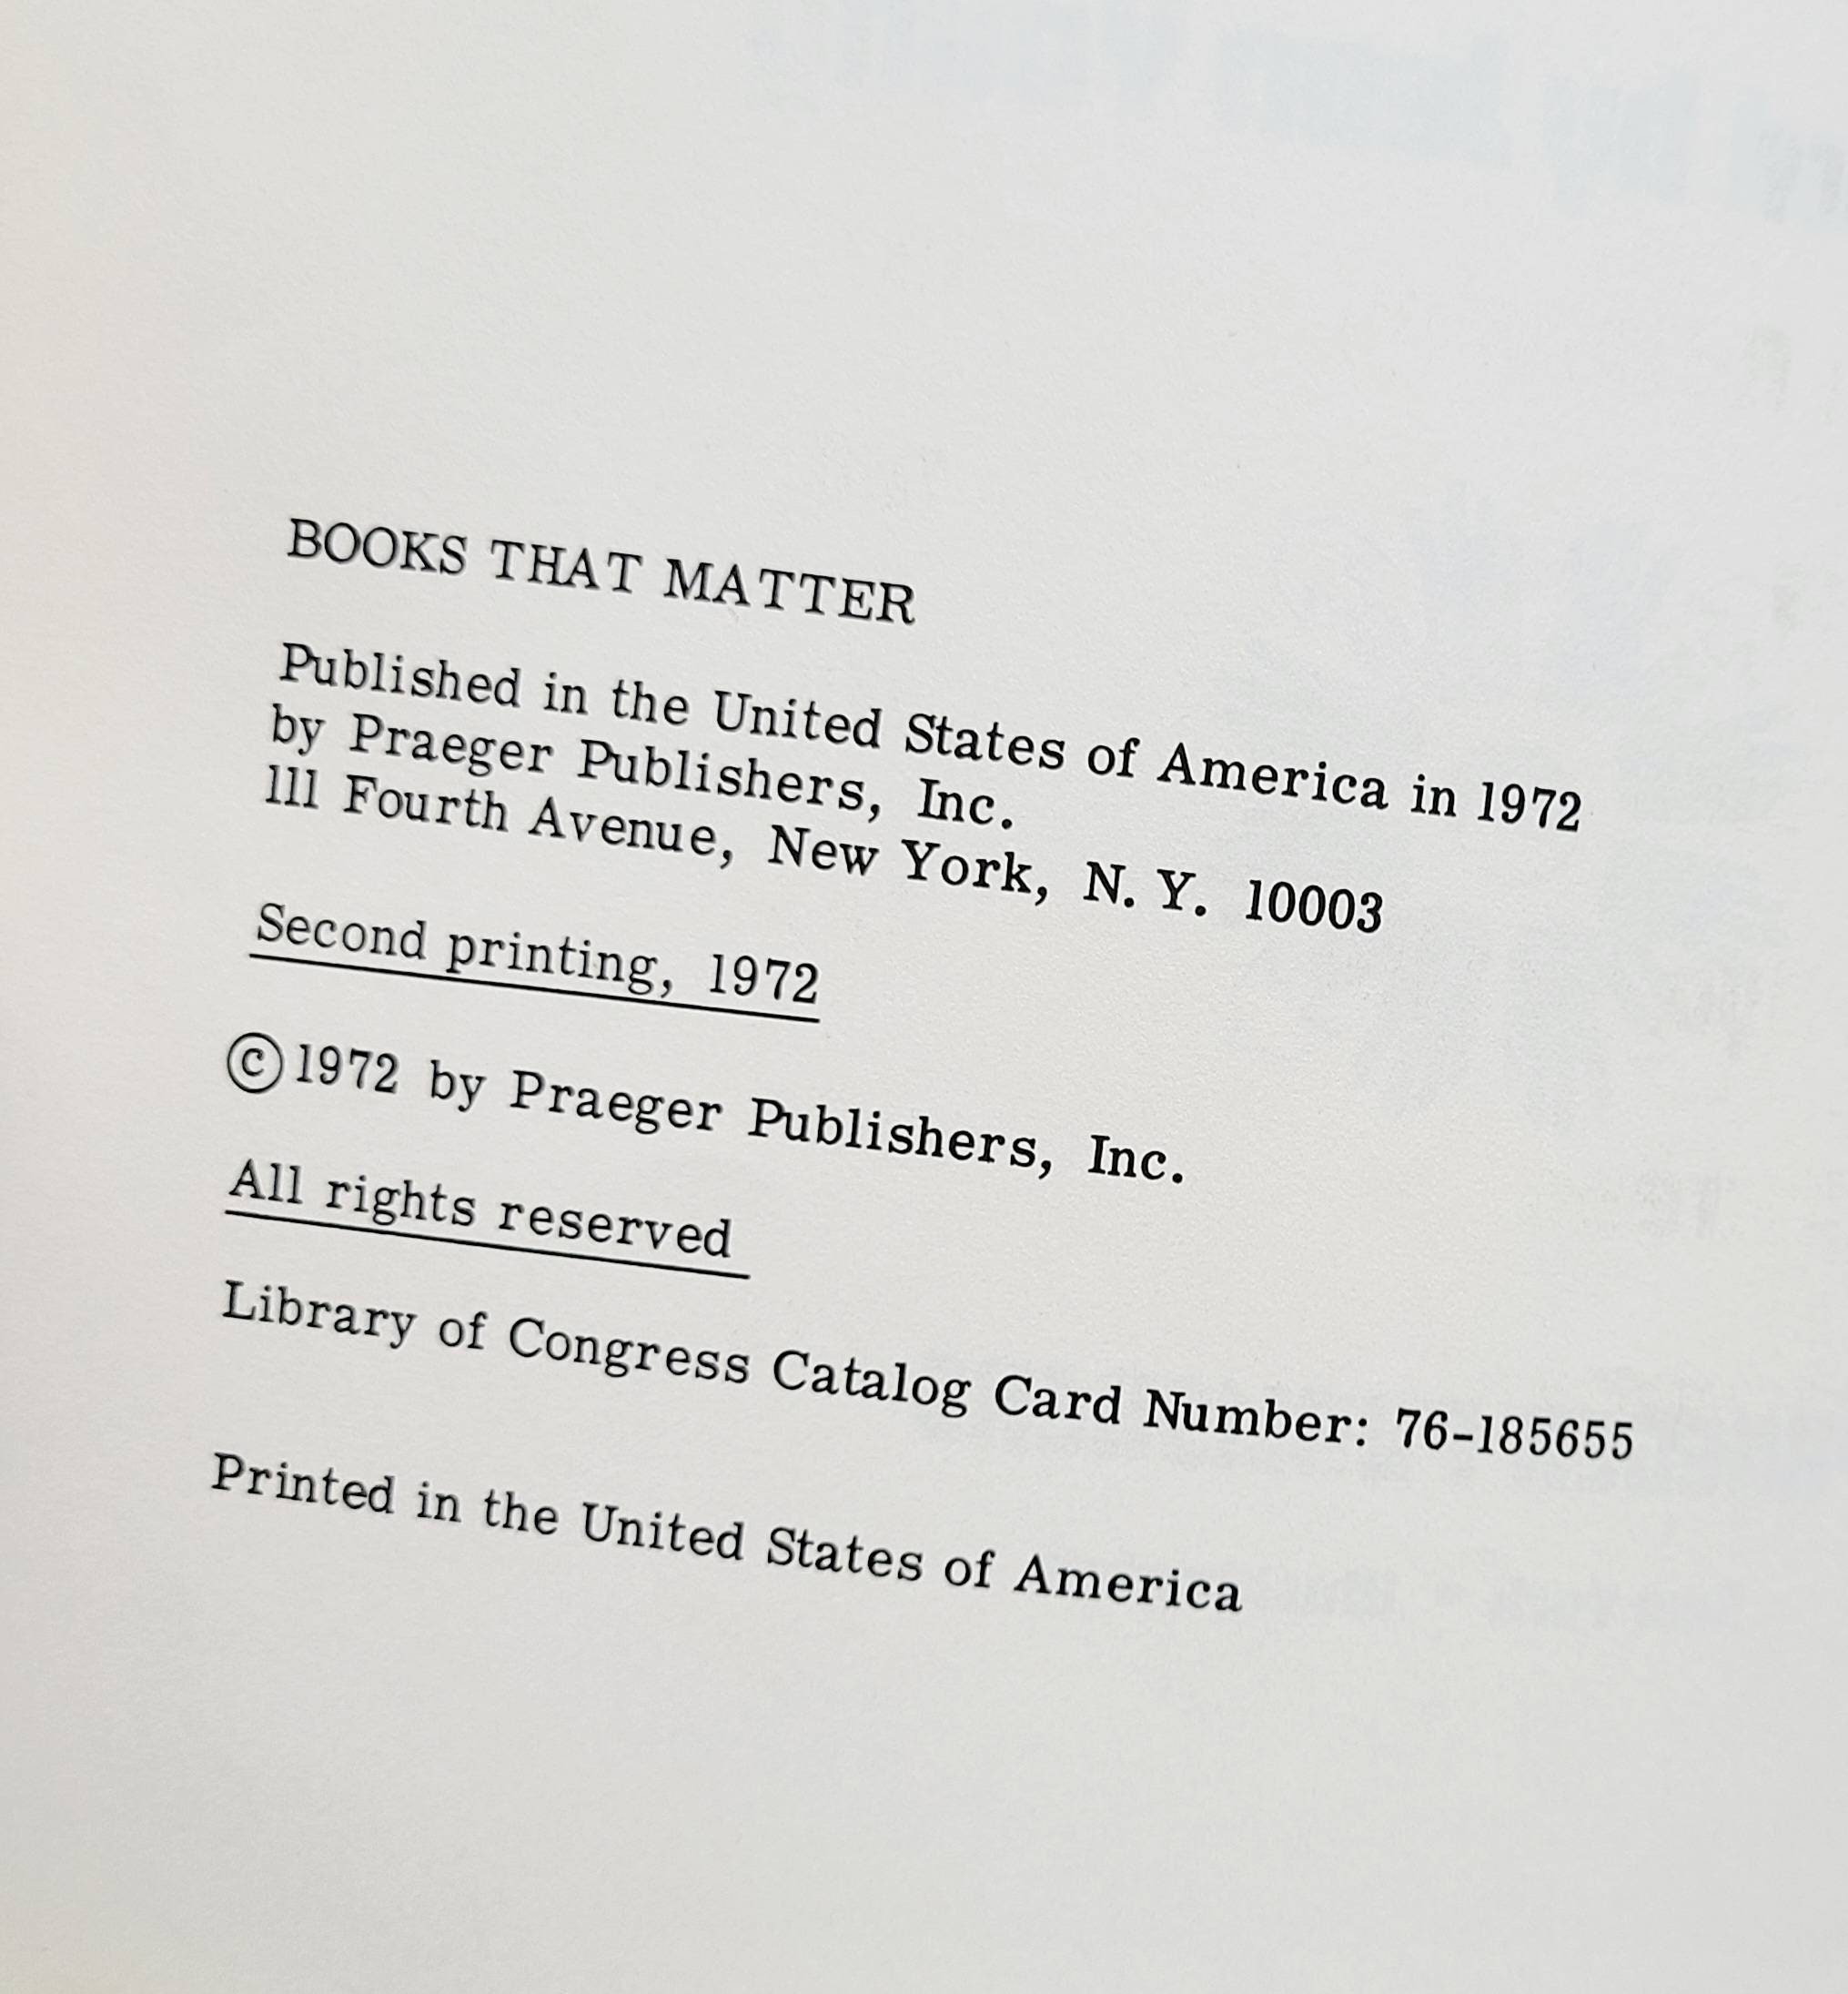 BOOKS THAT MATTER
Published in the United States of America in 1972
by Praeger Publishers, Inc.
111 Fourth Avenue, New York, N. Y. 10003
Second printing, 1972
©1972 by Praeger Publishers, Inc.
All rights reserved
Library of Congress Catalog Card Number: 76-185655
Printed in the United States of America